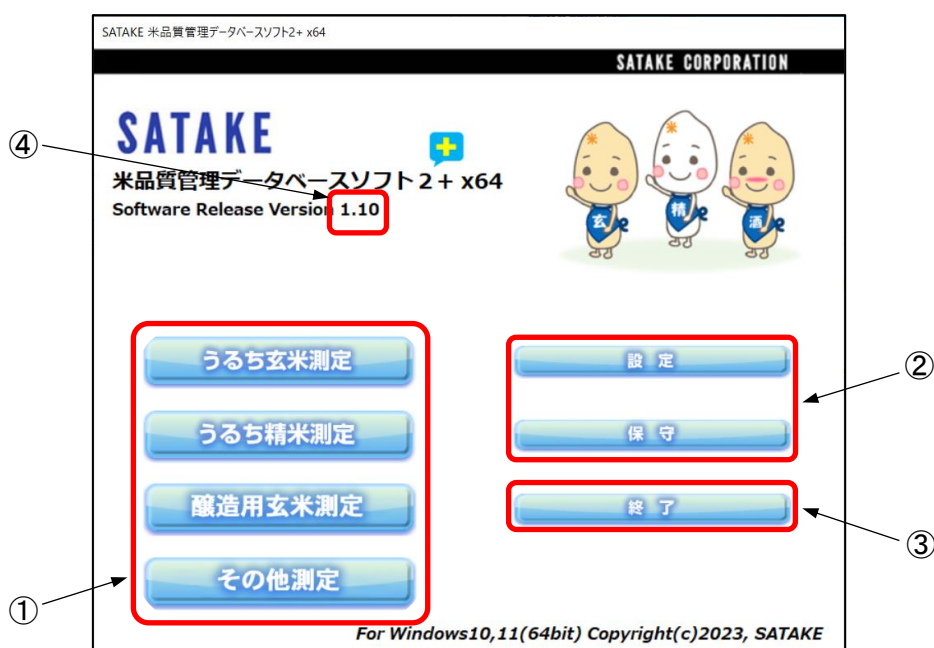 SATAKE 米品質管理データベースソフト2+ x64
SATAKE CORPORATION
SATAKE
米品質管理データベースソフト2+ x64
Software Release Version 1.10
④
玄 精 酒
うるち玄米測定
うるち精米測定
醸造用玄米測定
その他測定
①
設 定
保 守
②
終 了
③
For Windows10,11(64bit) Copyright(c)2023, SATAKE